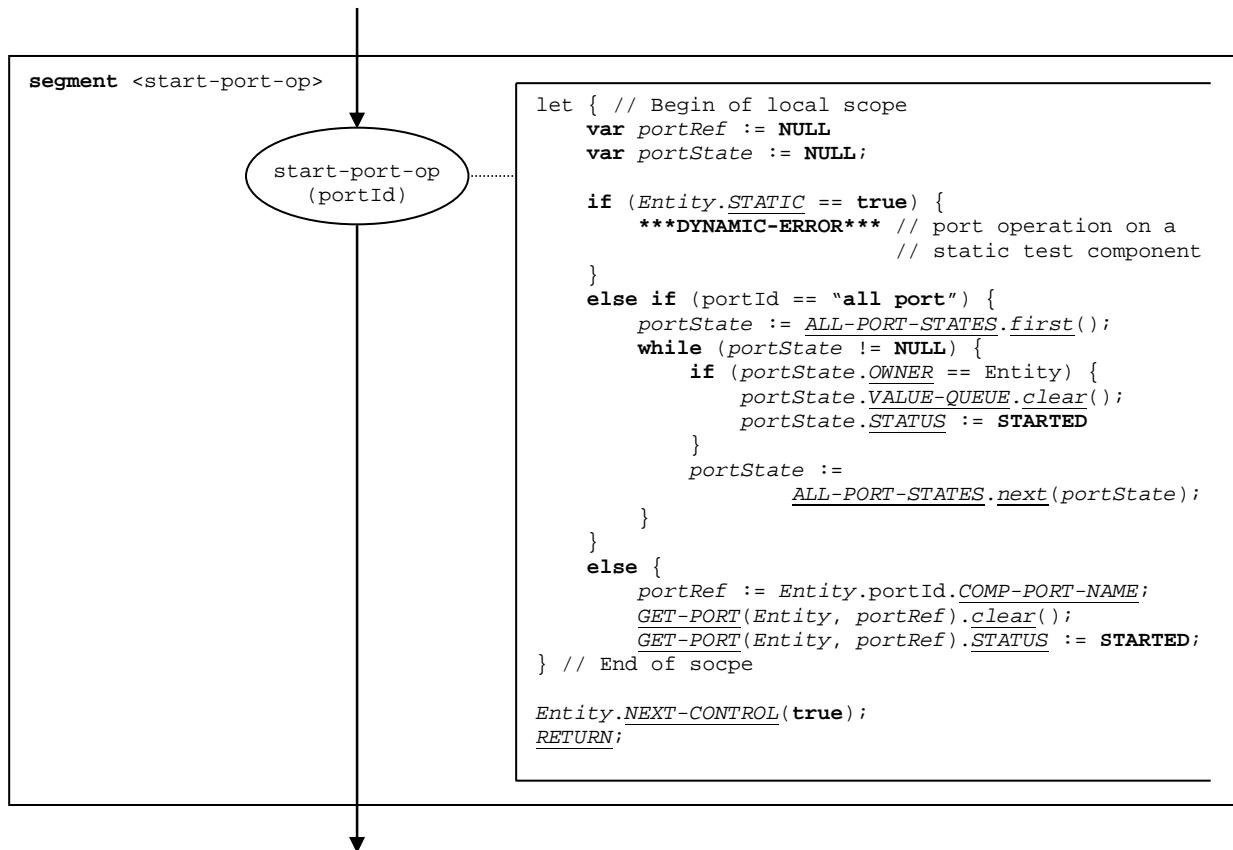 segment <start-port-op>
start-port-op
(portId)
let { // Begin of local scope
    var portRef := NULL
    var portState := NULL;
    if (Entity.STATIC == true) {
        ***DYNAMIC-ERROR*** // port operation on a
                            // static test component
    }
    else if (portId == “all port″) {
        portState := ALL-PORT-STATES.first();
        while (portState != NULL) {
            if (portState.OWNER == Entity) {
                portState.VALUE-QUEUE.clear();
                portState.STATUS := STARTED
            }
            portState :=
                    ALL-PORT-STATES.next(portState);
        }
    }
    else {
        portRef := Entity.portId.COMP-PORT-NAME;
        GET-PORT(Entity, portRef).clear();
        GET-PORT(Entity, portRef).STATUS := STARTED;
} // End of socpe
Entity.NEXT-CONTROL(true);
RETURN;